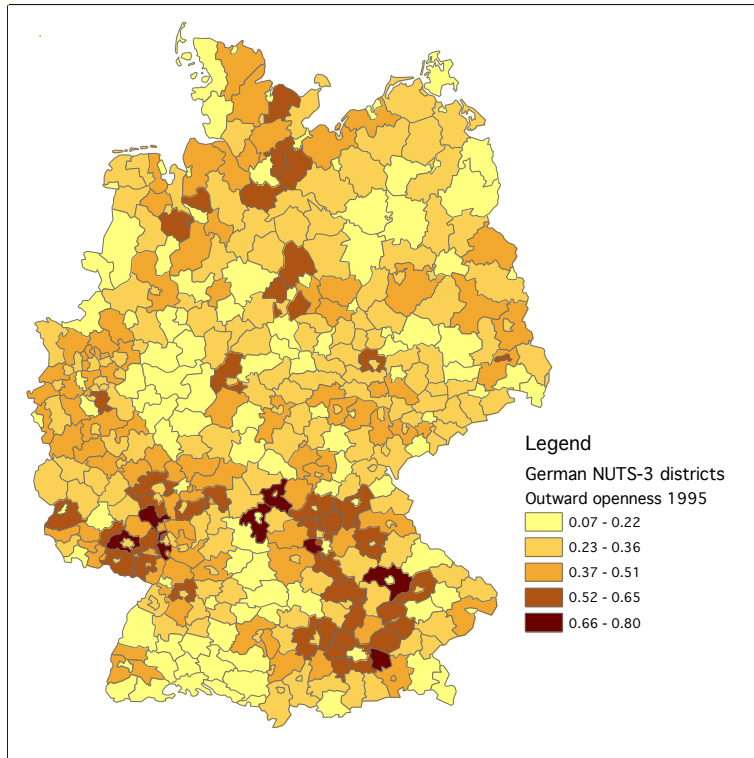 Legend
German NUTS-3 districts
Outward openness 1995
0.07 - 0.22
0.23 - 0.36
0.37 - 0.51
0.52 - 0.65
0.66 - 0.80